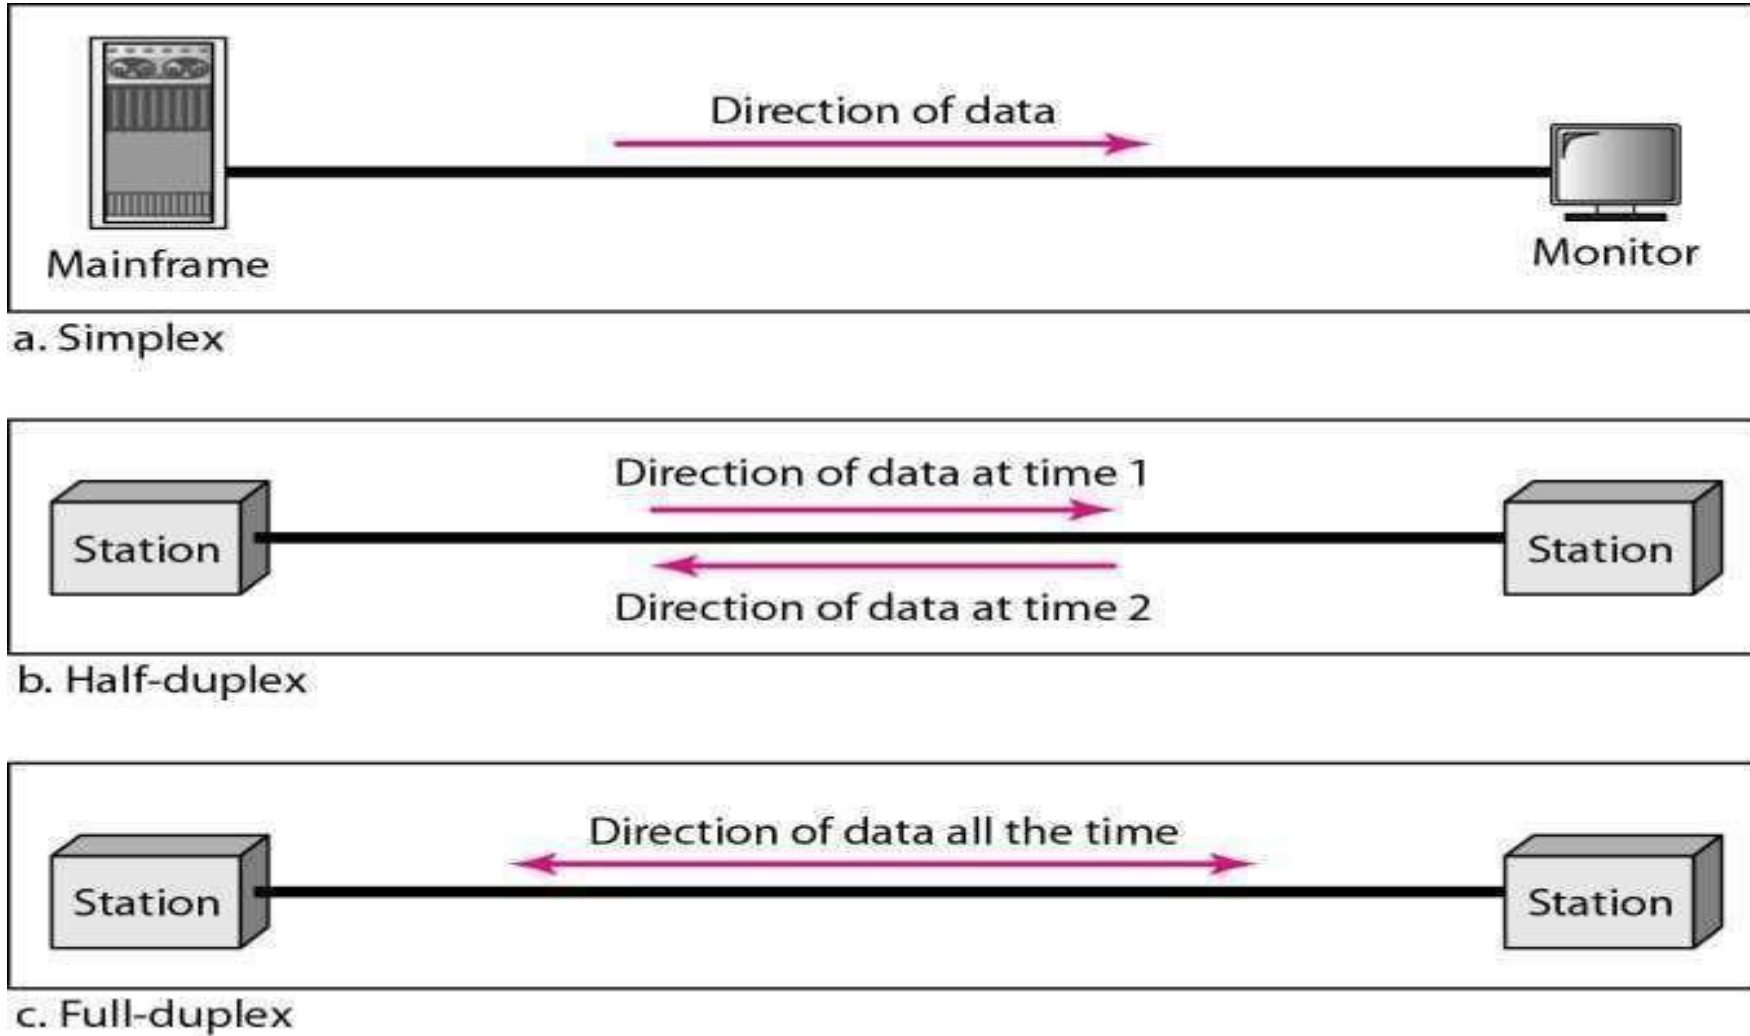 Direction of data
Mainframe
Monitor
a. Simplex
Direction of data at time 1
Station
Station
Direction of data at time 2
b. Half-duplex
Direction of data all the time
Station
Station
c. Full-duplex